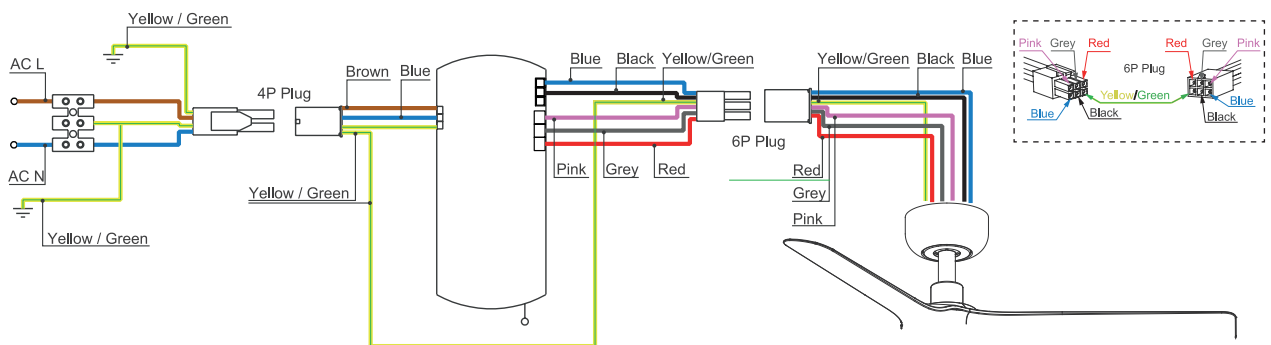 Yellow / Green
AC L
AC N
Yellow / Green
4P Plug
Brown
Blue
Yellow / Green
Blue
Black
Yellow/Green
Pink
Grey
Red
6P Plug
Yellow/Green
Black
Blue
Red
Grey
Pink
Pink
Grey
Red
6P Plug
Red
Grey
Pink
Yellow/Green
Blue
Black
Blue
Black